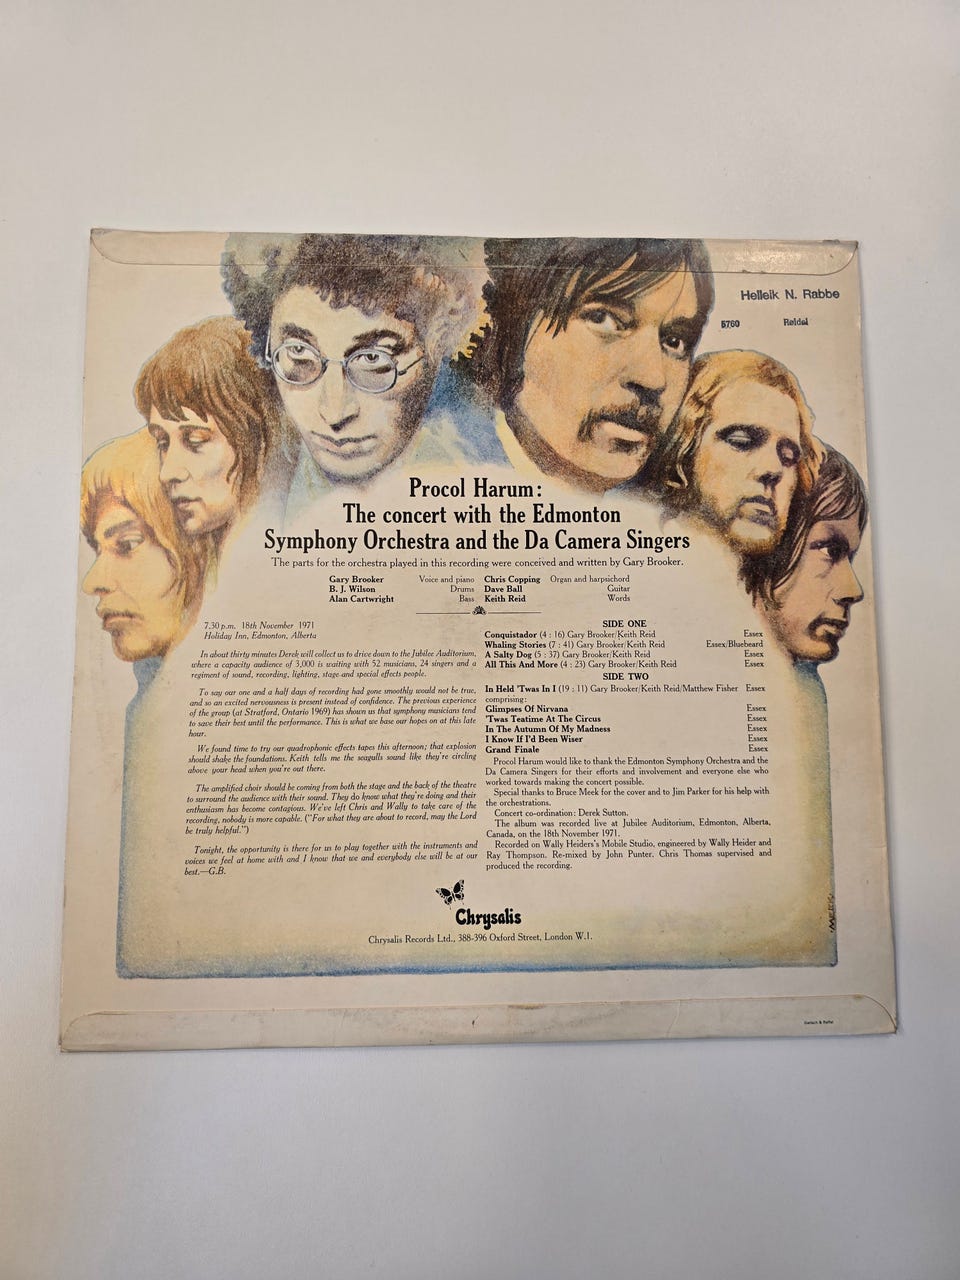 Helleik N. Rabbe
5760 Røldal
Procol Harum:
The concert with the Edmonton
Symphony Orchestra and the Da Camera Singers
The parts for the orchestra played in this recording were conceived and written by Gary Brooker.
Gary Brooker Voice and piano
B. J. Wilson Drums
Alan Cartwright Bass
Chris Copping Organ and harpsichord
Dave Ball Guitar
Keith Reid Words
7.30 p.m. 18th November 1971
Holiday Inn, Edmonton, Alberta
In about thirty minutes Derek will collect us to drive down to the Jubilee Auditorium,
where a capacity audience of 3,000 is waiting with 52 musicians, 24 singers and a
regiment of sound, recording, lighting, stage and special effects people.
To say our one and a half days of recording had gone smoothly would not be true,
and so an excited nervousness is present instead of confidence. The previous experience
of the group (at Stratford, Ontario 1969) has shown us that symphony musicians tend
to save their best until the performance. This is what we base our hopes on at this late
hour.
We found time to try our quadrophonic effects tapes this afternoon; that explosion
should shake the foundations. Keith tells me the seagulls sound like they're circling
above your head when you're out there.
The amplified choir should be coming from both the stage and the back of the theatre
to surround the audience with their sound. They do know what they're doing and their
enthusiasm has become contagious. We've left Chris and Wally to take care of the
recording, nobody is more capable. ("For what they are about to record, may the Lord
be truly helpful.")
Tonight, the opportunity is there for us to play together with the instruments and
voices we feel at home with and I know that we and everybody else will be at our
best.—G.B.
SIDE ONE
Conquistador (4 : 16) Gary Brooker/Keith Reid Essex
Whaling Stories (7 : 41) Gary Brooker/Keith Reid Essex/Bluebeard
A Salty Dog (5 : 37) Gary Brooker/Keith Reid Essex
All This And More (4 : 23) Gary Brooker/Keith Reid Essex
SIDE TWO
In Held 'Twas In I (19 : 11) Gary Brooker/Keith Reid/Matthew Fisher Essex
comprising:
Glimpses Of Nirvana Essex
'Twas Teatime At The Circus Essex
In The Autumn Of My Madness Essex
I Know If I'd Been Wiser Essex
Grand Finale Essex
Procol Harum would like to thank the Edmonton Symphony Orchestra and the
Da Camera Singers for their efforts and involvement and everyone else who
worked towards making the concert possible.
Special thanks to Bruce Meek for the cover and to Jim Parker for his help with
the orchestrations.
Concert co-ordination: Derek Sutton.
The album was recorded live at Jubilee Auditorium, Edmonton, Alberta,
Canada, on the 18th November 1971.
Recorded on Wally Heiders's Mobile Studio, engineered by Wally Heider and
Ray Thompson. Re-mixed by John Punter. Chris Thomas supervised and
produced the recording.
Chrysalis
Chrysalis Records Ltd., 388-396 Oxford Street, London W.1.
MEEK